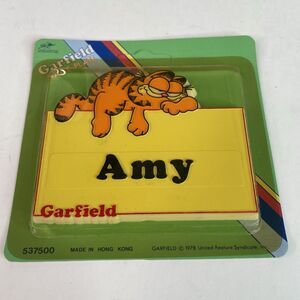 Garfield
Amy
Garfield
537500 MADE IN HONG KONG GARFIELD © 1978 United Feature Syndicate, Inc.